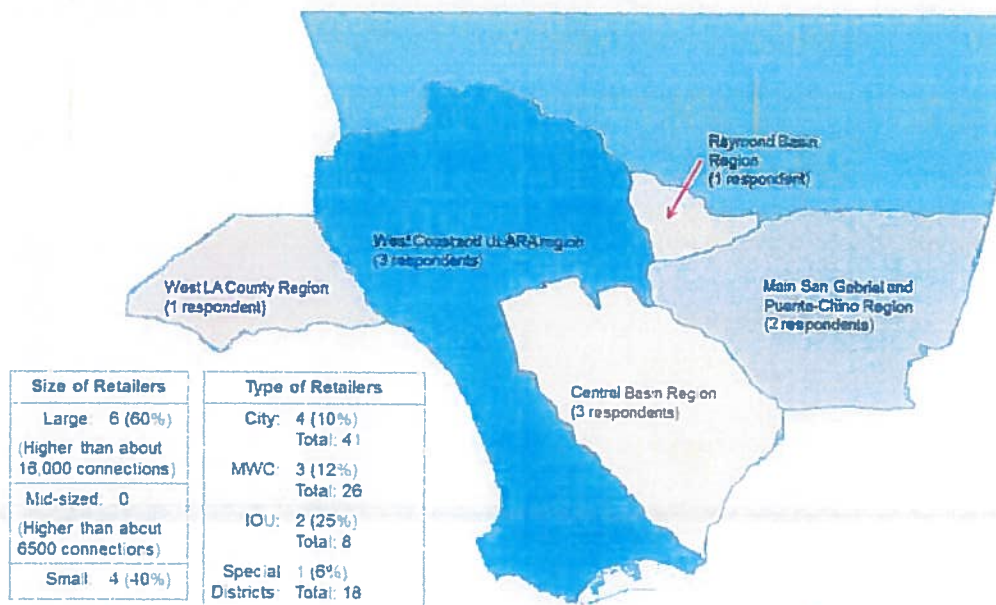 Raymond Basin
Region
(1 respondent)
West Coast and ULARA region
(3 respondents)
West LA County Region
(1 respondent)
Main San Gabriel and
Puente-Chino Region
(2 respondents)
Central Basin Region
(3 respondents)
Size of Retailers
Large: 6 (60%)
(Higher than about
18,000 connections)
Mid-sized: 0
(Higher than about
6500 connections)
Small: 4 (40%)
Type of Retailers
City: 4 (10%)
Total: 41
MWC: 3 (12%)
Total: 26
IOU: 2 (25%)
Total: 8
Special 1 (6%)
Districts: Total: 18